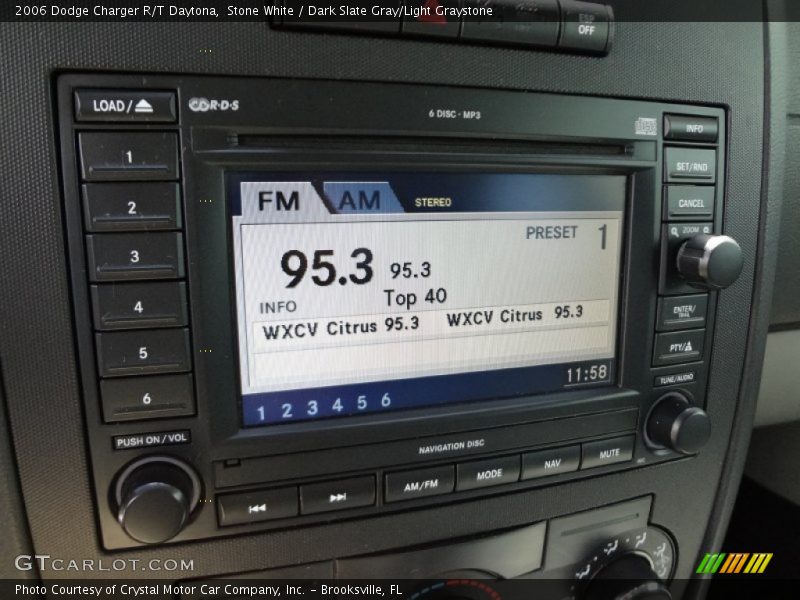 2006 Dodge Charger R/T Daytona, Stone White / Dark Slate Gray/Light Graystone
ESP OFF
LOAD/
R·D·S
6 DISC · MP3
INFO
1
SET/RND
2
CANCEL
3
ZOOM
4
ENTER/
5
PTY/
6
TUNE/AUDIO
PUSH ON / VOL
FM AM STEREO
PRESET 1
95.3 95.3
Top 40
INFO
WXCV Citrus 95.3 WXCV Citrus 95.3
11:58
1 2 3 4 5 6
NAVIGATION DISC
AM/FM MODE NAV MUTE
GTCARLOT.COM
Photo Courtesy of Crystal Motor Car Company, Inc. – Brooksville, FL